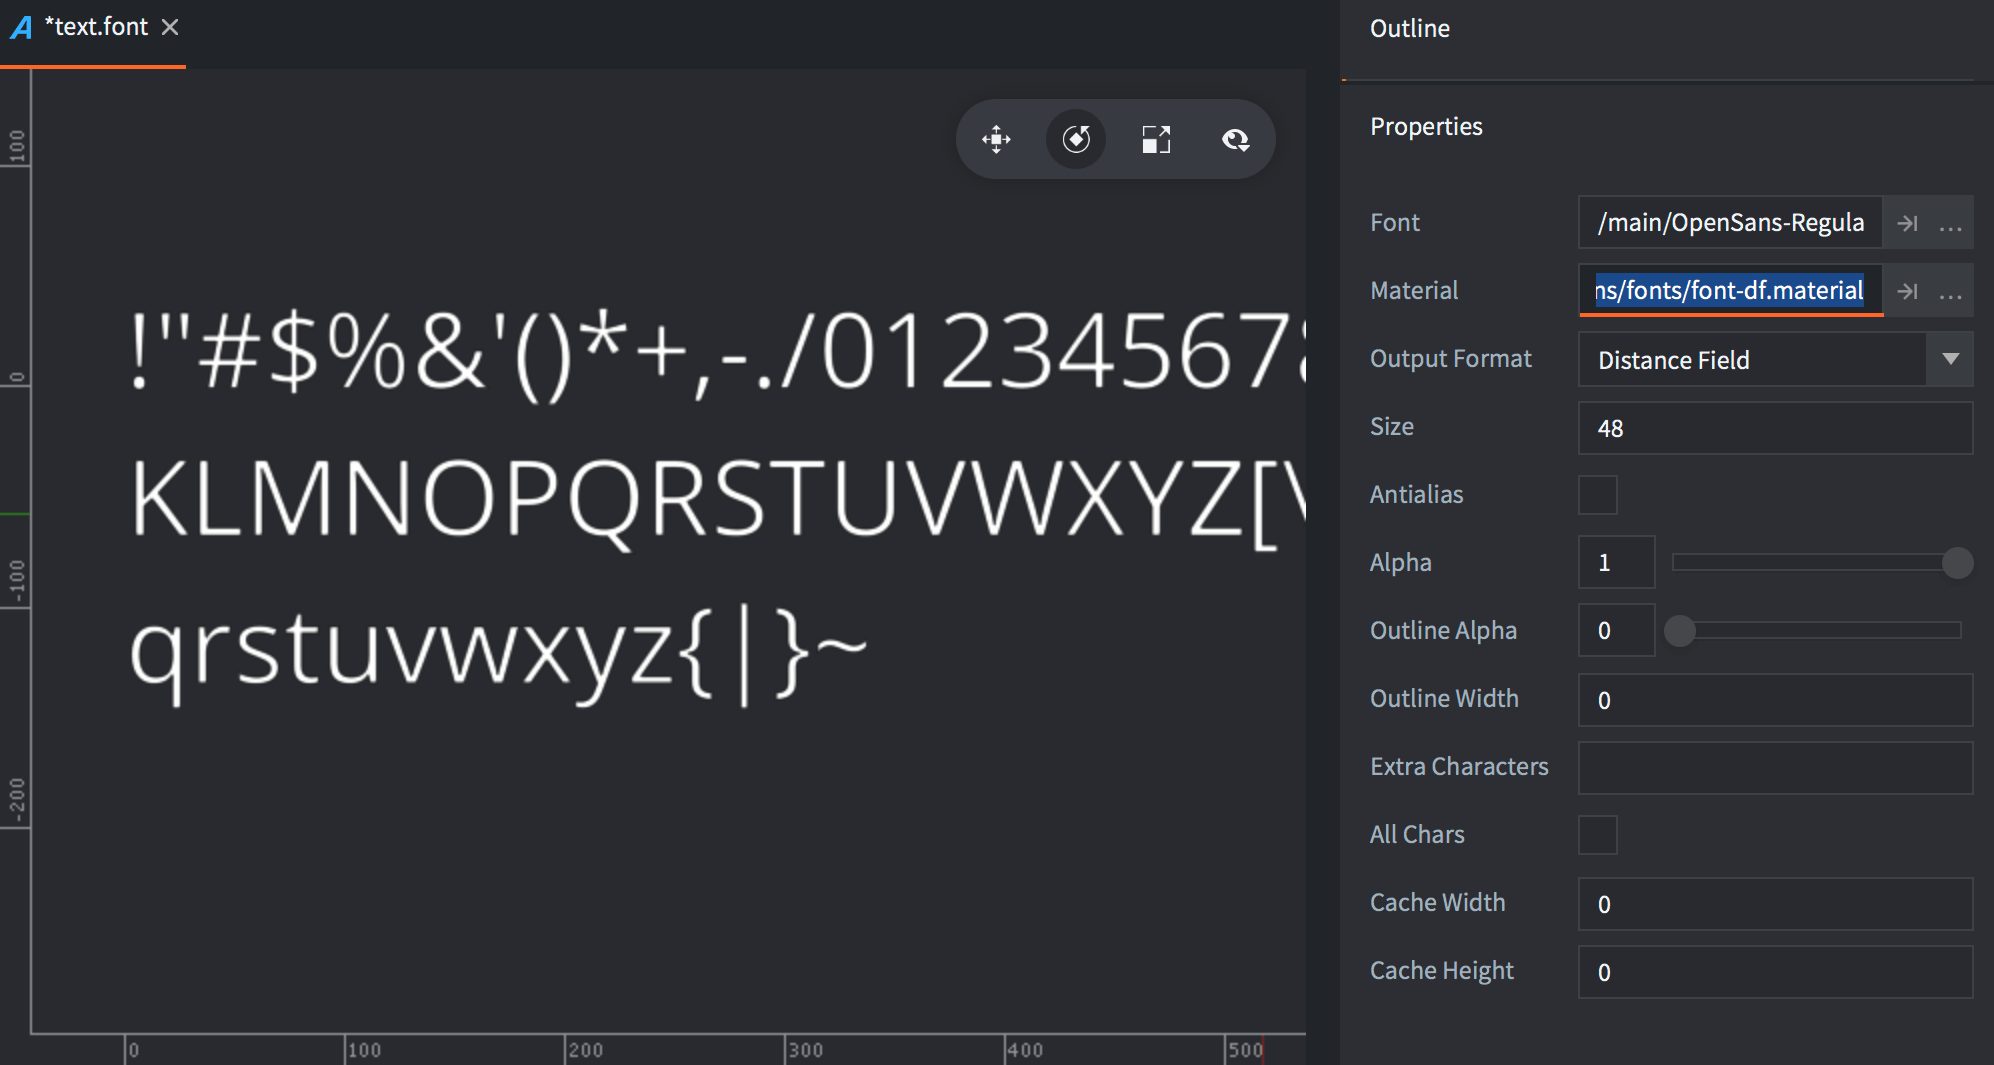 *text.font
100
0
-100
-200
!"#$%&'()*+,-./01234567
KLMNOPQRSTUVWXYZ[\
qrstuvwxyz{|}~
0
100
200
300
400
500
Outline
Properties
Font /main/OpenSans-Regula ...
Material ns/fonts/font-df.material ...
Output Format Distance Field
Size 48
Antialias
Alpha 1
Outline Alpha 0
Outline Width 0
Extra Characters
All Chars
Cache Width 0
Cache Height 0